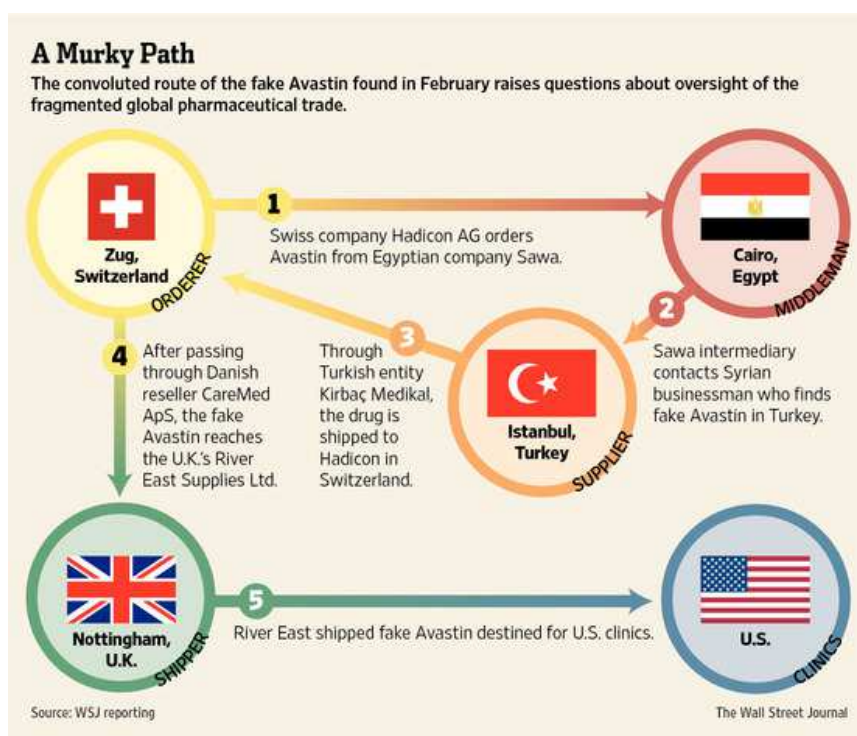 A Murky Path
The convoluted route of the fake Avastin found in February raises questions about oversight of the
fragmented global pharmaceutical trade.
Zug,
Switzerland
ORDERER
1
Swiss company Hadicon AG orders
Avastin from Egyptian company Sawa.
Cairo,
Egypt
MIDDLEMAN
2
Sawa intermediary
contacts Syrian
businessman who finds
fake Avastin in Turkey.
Istanbul,
Turkey
SUPPLIER
3
Through
Turkish entity
Kirbaç Medikal,
the drug is
shipped to
Hadicon in
Switzerland.
4
After passing
through Danish
reseller CareMed
ApS, the fake
Avastin reaches
the U.K.'s River
East Supplies Ltd.
Nottingham,
U.K.
SHIPPER
5
River East shipped fake Avastin destined for U.S. clinics.
U.S.
CLINICS
Source: WSJ reporting
The Wall Street Journal